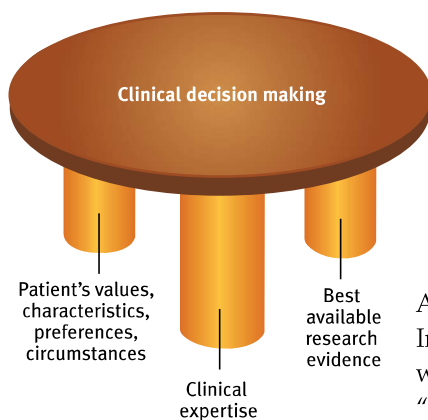 Clinical decision making
Patient's values,
characteristics,
preferences,
circumstances
Clinical
expertise
Best
available
research
evidence
A
I
w
“